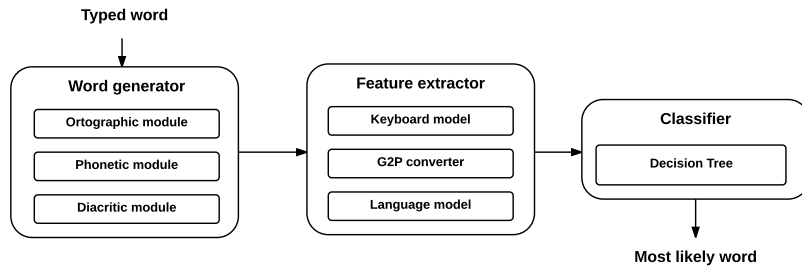 Typed word
Word generator
Ortographic module
Phonetic module
Diacritic module
Feature extractor
Keyboard model
G2P converter
Language model
Classifier
Decision Tree
Most likely word